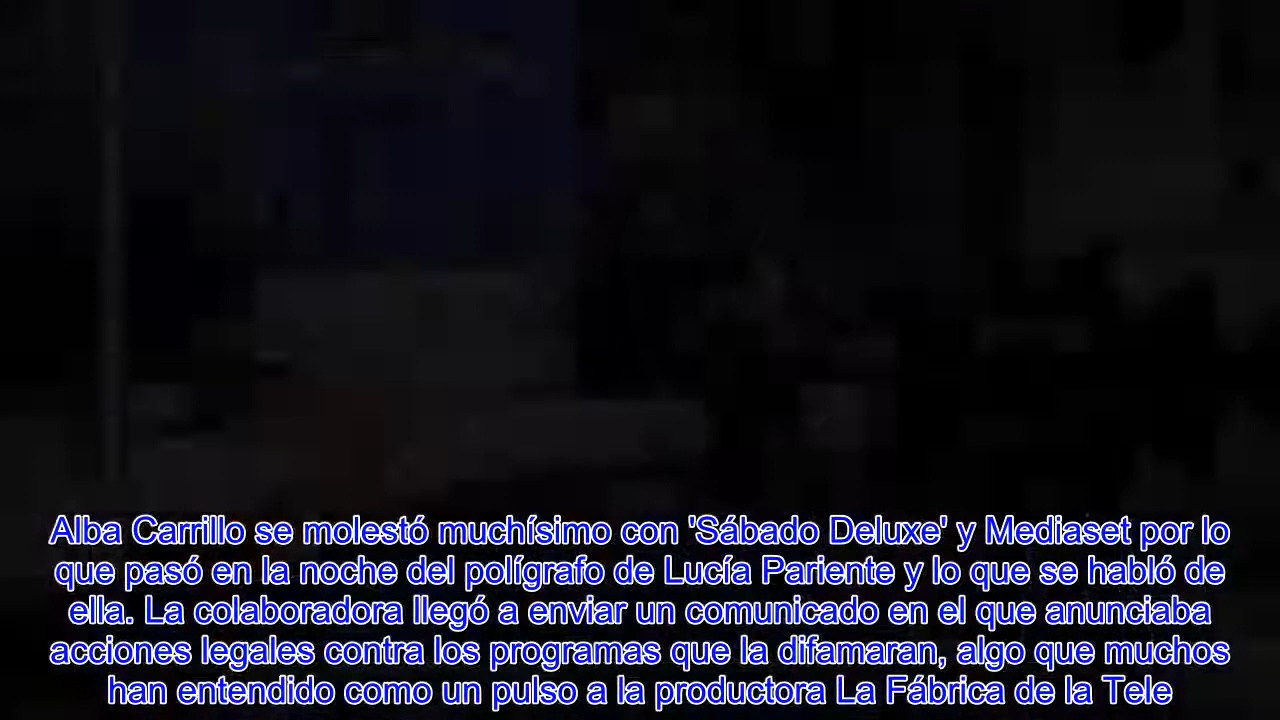 Alba Carrillo se molestó muchísimo con 'Sábado Deluxe' y Mediaset por lo
que pasó en la noche del polígrafo de Lucía Pariente y lo que se habló de
ella. La colaboradora llegó a enviar un comunicado en el que anunciaba
acciones legales contra los programas que la difamaran, algo que muchos
han entendido como un pulso a la productora La Fábrica de la Tele